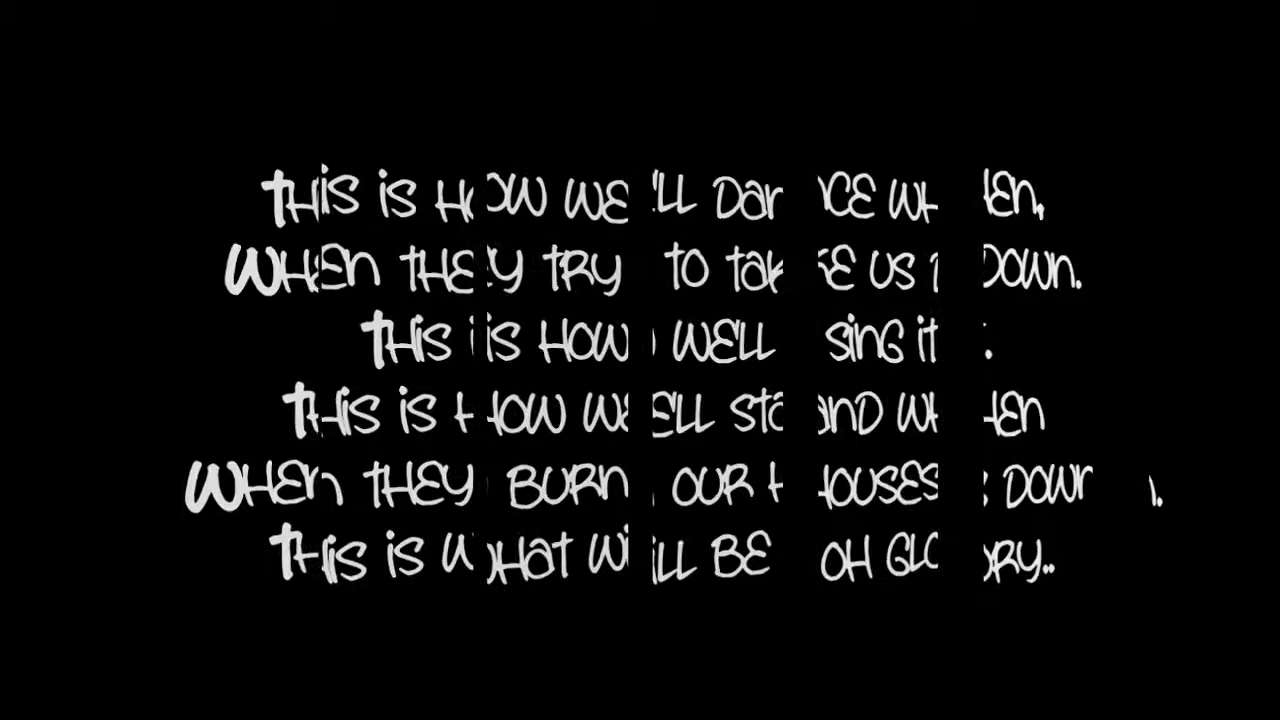 THIS IS HOW WE'LL DANCE WHEN,
WHEN THEY TRY TO TAKE US DOWN.
THIS IS HOW WELL SING IT.
THIS IS HOW WE'LL STAND WHEN
WHEN THEY BURN OUR HOUSES DOWN.
THIS IS WHAT WILL BE OH GLORY..